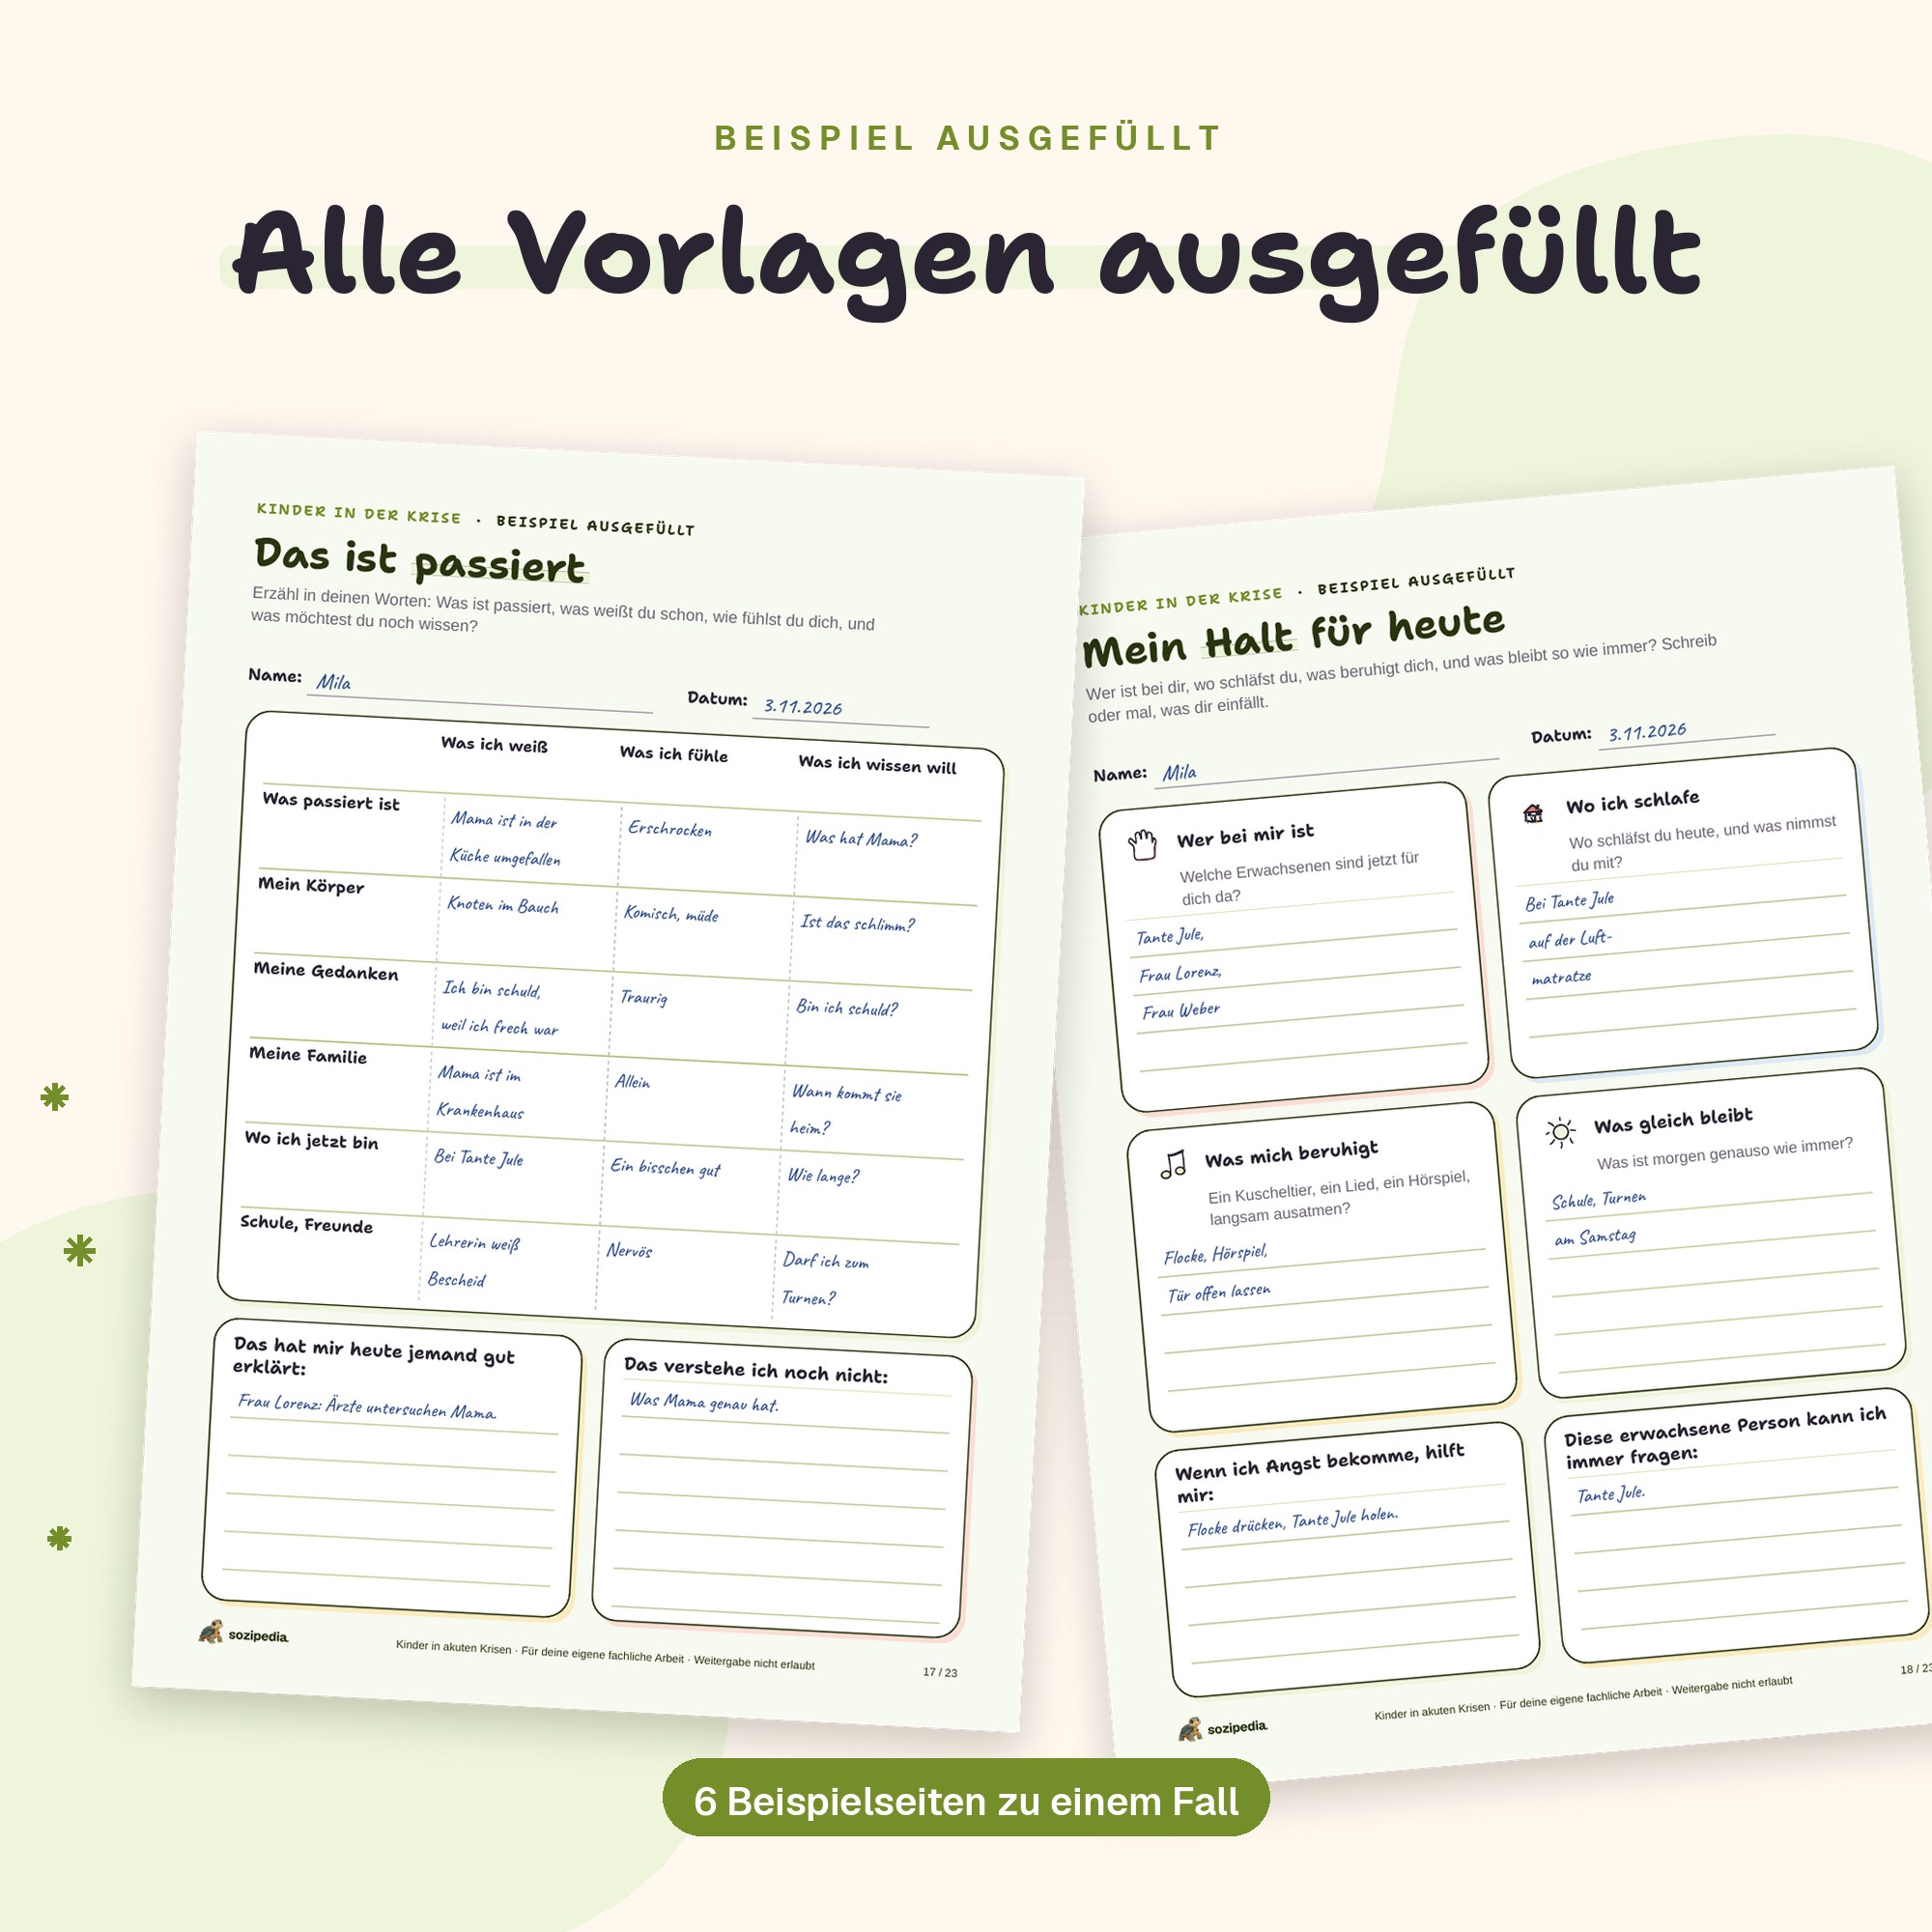 BEISPIEL AUSGEFÜLLT
Alle Vorlagen ausgefüllt
KINDER IN DER KRISE · BEISPIEL AUSGEFÜLLT
Das ist passiert
Erzähl in deinen Worten: Was ist passiert, was weißt du schon, wie fühlst du dich, und
was möchtest du noch wissen?
Name: Mila
Datum: 3.11.2026
Was ich weiß
Was ich fühle
Was ich wissen will
Was passiert ist
Mama ist in der
Küche umgefallen
Erschrocken
Was hat Mama?
Mein Körper
Knoten im Bauch
Komisch, müde
Ist das schlimm?
Meine Gedanken
Ich bin schuld,
weil ich frech war
Traurig
Bin ich schuld?
Meine Familie
Mama ist im
Krankenhaus
Allein
Wann kommt sie
heim?
Wo ich jetzt bin
Bei Tante Jule
Ein bisschen gut
Wie lange?
Schule, Freunde
Lehrerin weiß
Bescheid
Nervös
Darf ich zum
Turnen?
Das hat mir heute jemand gut
erklärt:
Frau Lorenz: Ärzte untersuchen Mama.
Das verstehe ich noch nicht:
Was Mama genau hat.
sozipedia
Kinder in akuten Krisen · Für deine eigene fachliche Arbeit · Weitergabe nicht erlaubt
17 / 23
KINDER IN DER KRISE · BEISPIEL AUSGEFÜLLT
Mein Halt für heute
Wer ist bei dir, wo schläfst du, was beruhigt dich, und was bleibt so wie immer? Schreib
oder mal, was dir einfällt.
Name: Mila
Datum: 3.11.2026
Wer bei mir ist
Welche Erwachsenen sind jetzt für
dich da?
Tante Jule,
Frau Lorenz,
Frau Weber
Wo ich schlafe
Wo schläfst du heute, und was nimmst
du mit?
Bei Tante Jule
auf der Luft-
matratze
Was mich beruhigt
Ein Kuscheltier, ein Lied, ein Hörspiel,
langsam ausatmen?
Flocke, Hörspiel,
Tür offen lassen
Was gleich bleibt
Was ist morgen genauso wie immer?
Schule, Turnen
am Samstag
Wenn ich Angst bekomme, hilft
mir:
Flocke drücken, Tante Jule holen.
Diese erwachsene Person kann ich
immer fragen:
Tante Jule.
sozipedia
Kinder in akuten Krisen · Für deine eigene fachliche Arbeit · Weitergabe nicht erlaubt
18 / 23
6 Beispielseiten zu einem Fall